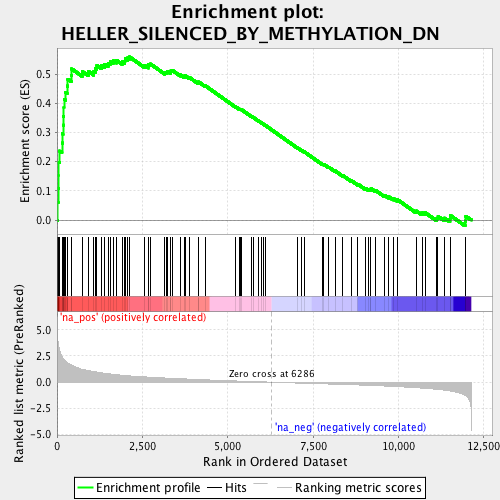 Enrichment plot:
HELLER_SILENCED_BY_METHYLATION_DN
Enrichment score (ES)
0.5
0.4
0.3
0.2
0.1
0.0
'na_pos' (positively correlated)
Ranked list metric (PreRanked)
5.0
2.5
0.0
-2.5
-5.0
Zero cross at 6286
'na_neg' (negatively correlated)
0
2,500
5,000
7,500
10,000
12,500
Rank in Ordered Dataset
Enrichment profile
Hits
Ranking metric scores